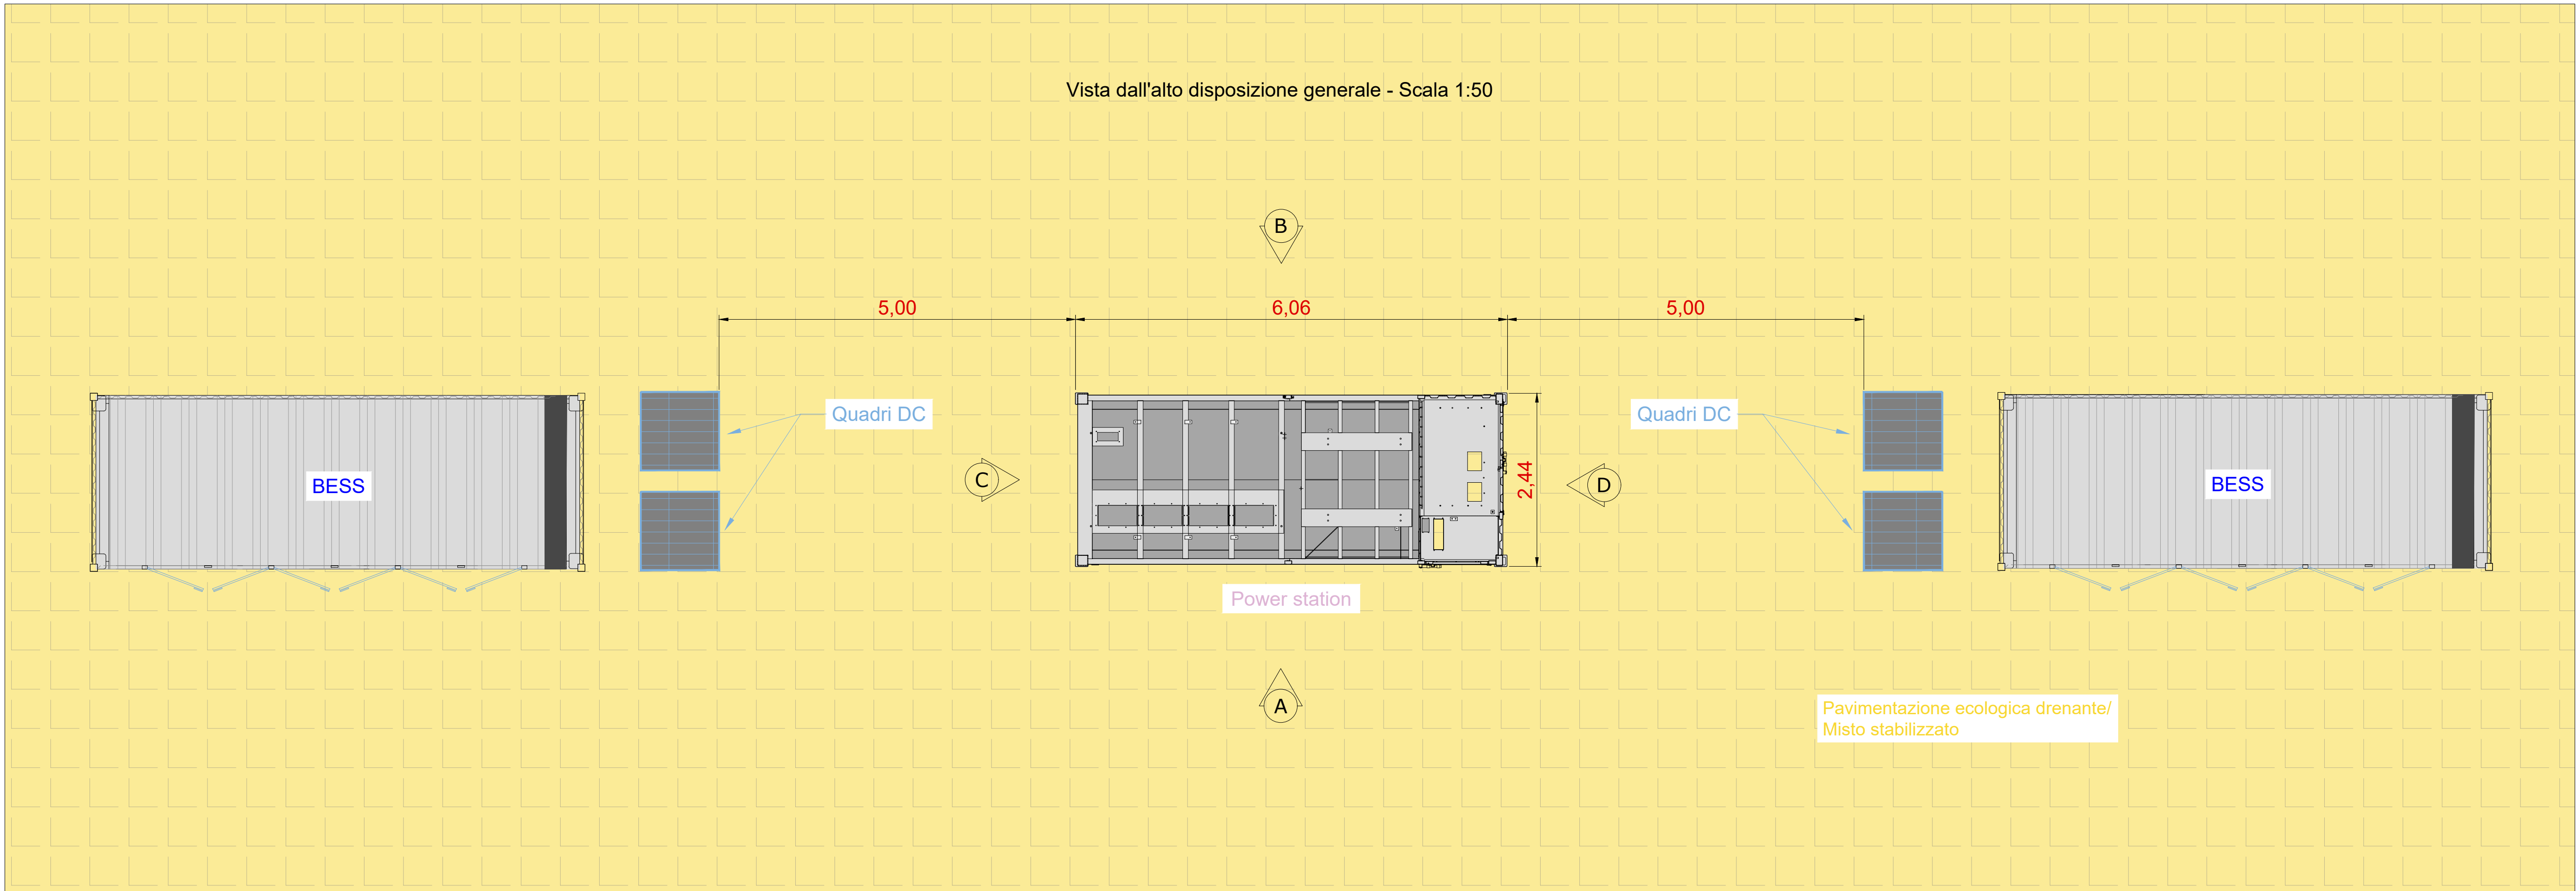 Vista dall'alto disposizione generale - Scala 1:50
B
5,00
6,06
5,00
Quadri DC
Quadri DC
BESS
C
2,44
D
BESS
Power station
A
Pavimentazione ecologica drenante/
Misto stabilizzato